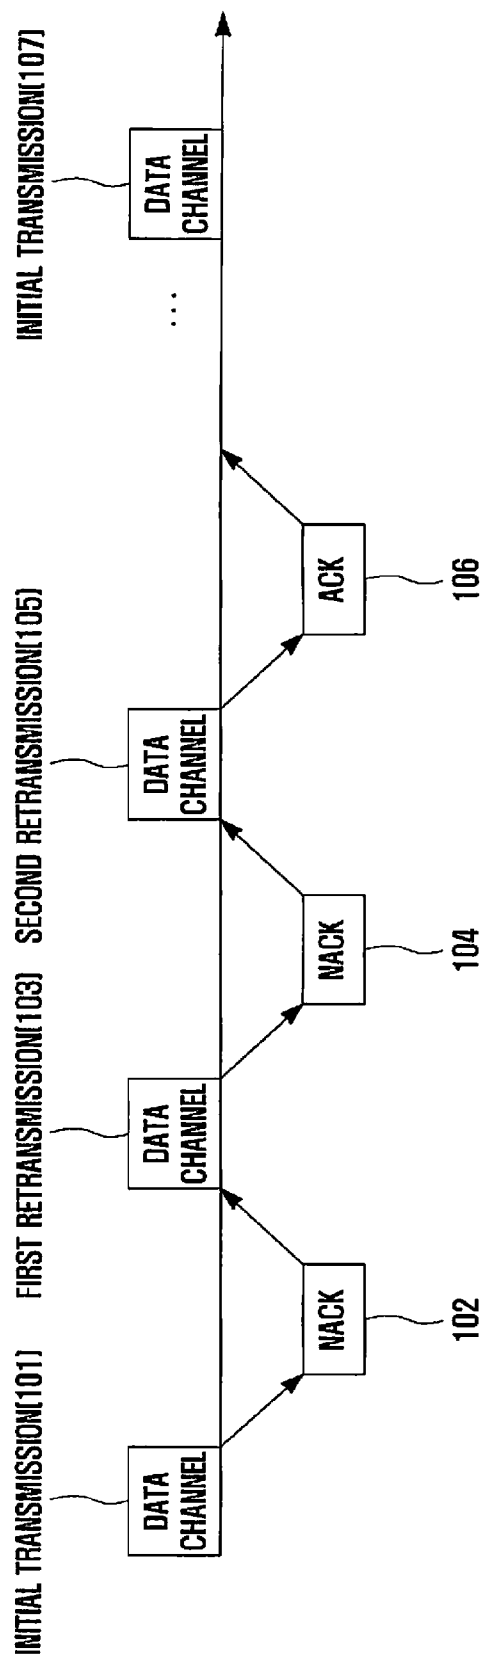 INITIAL TRANSMISSION(101)
FIRST RETRANSMISSION(103)
SECOND RETRANSMISSION(105)
INITIAL TRANSMISSION(107)
DATA
CHANNEL
DATA
CHANNEL
DATA
CHANNEL
...
DATA
CHANNEL
NACK
NACK
ACK
102
104
106